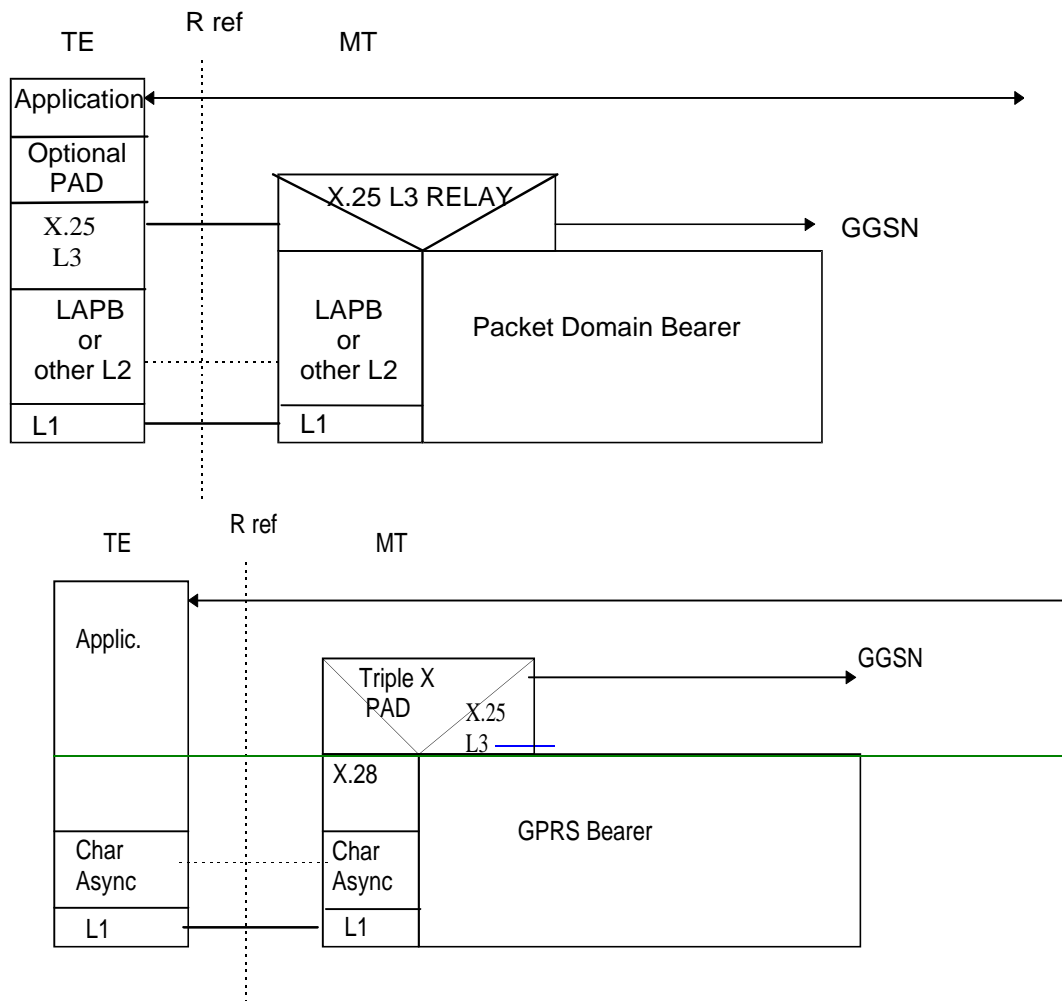 R ref
TE
MT
Application
Optional
PAD
X.25 L3 RELAY
X.25
L3
GGSN
LAPB
or
other L2
LAPB
or
other L2
Packet Domain Bearer
L1
L1
R ref
TE
MT
Applic.
GGSN
Triple X
PAD
X.25
L3
X.28
GPRS Bearer
Char
Async
Char
Async
L1
L1